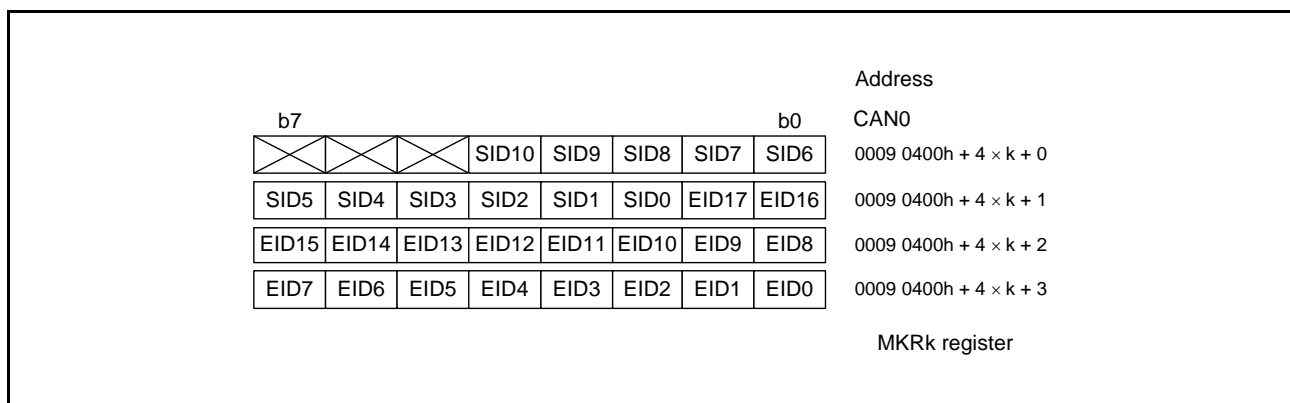 Address
b7 b0 CAN0
SID10 SID9 SID8 SID7 SID6 0009 0400h + 4 × k + 0
SID5 SID4 SID3 SID2 SID1 SID0 EID17 EID16 0009 0400h + 4 × k + 1
EID15 EID14 EID13 EID12 EID11 EID10 EID9 EID8 0009 0400h + 4 × k + 2
EID7 EID6 EID5 EID4 EID3 EID2 EID1 EID0 0009 0400h + 4 × k + 3
MKRk register